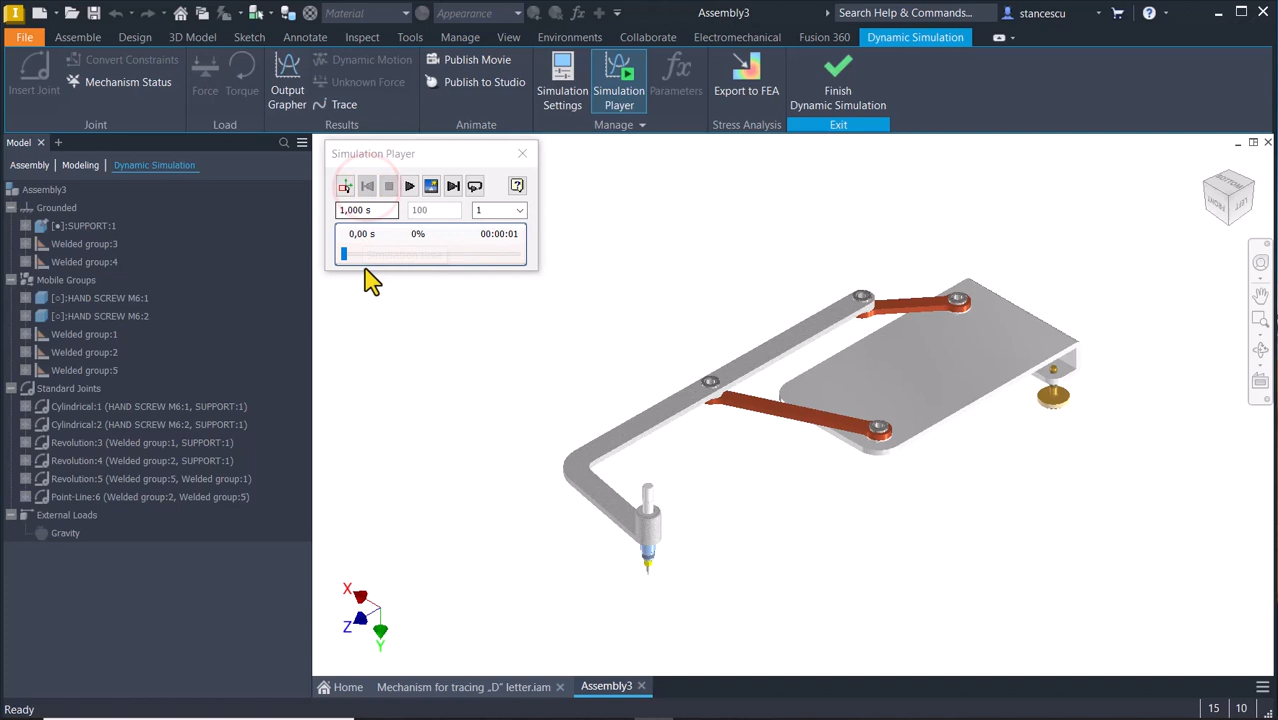 Material
Appearance
Assembly3
Search Help & Commands...
stancescu
File
Assemble
Design
3D Model
Sketch
Annotate
Inspect
Tools
Manage
View
Environments
Collaborate
Electromechanical
Fusion 360
Dynamic Simulation
Insert Joint
Convert Constraints
Mechanism Status
Joint
Force
Torque
Load
Output Grapher
Dynamic Motion
Unknown Force
Trace
Results
Publish Movie
Publish to Studio
Animate
Simulation Settings
Simulation Player
Parameters
Manage
Export to FEA
Stress Analysis
Finish Dynamic Simulation
Exit
Model
Assembly
Modeling
Dynamic Simulation
Assembly3
Grounded
[●]:SUPPORT:1
Welded group:3
Welded group:4
Mobile Groups
[○]:HAND SCREW M6:1
[○]:HAND SCREW M6:2
Welded group:1
Welded group:2
Welded group:5
Standard Joints
Cylindrical:1 (HAND SCREW M6:1, SUPPORT:1)
Cylindrical:2 (HAND SCREW M6:2, SUPPORT:1)
Revolution:3 (Welded group:1, SUPPORT:1)
Revolution:4 (Welded group:2, SUPPORT:1)
Revolution:5 (Welded group:5, Welded group:1)
Point-Line:6 (Welded group:2, Welded group:5)
External Loads
Gravity
Simulation Player
1,000 s
100
1
0,00 s
0%
00:00:01
BOTTOM
FRONT
X
Z
Y
Home
Mechanism for tracing „D” letter.iam
Assembly3
Ready
15
10